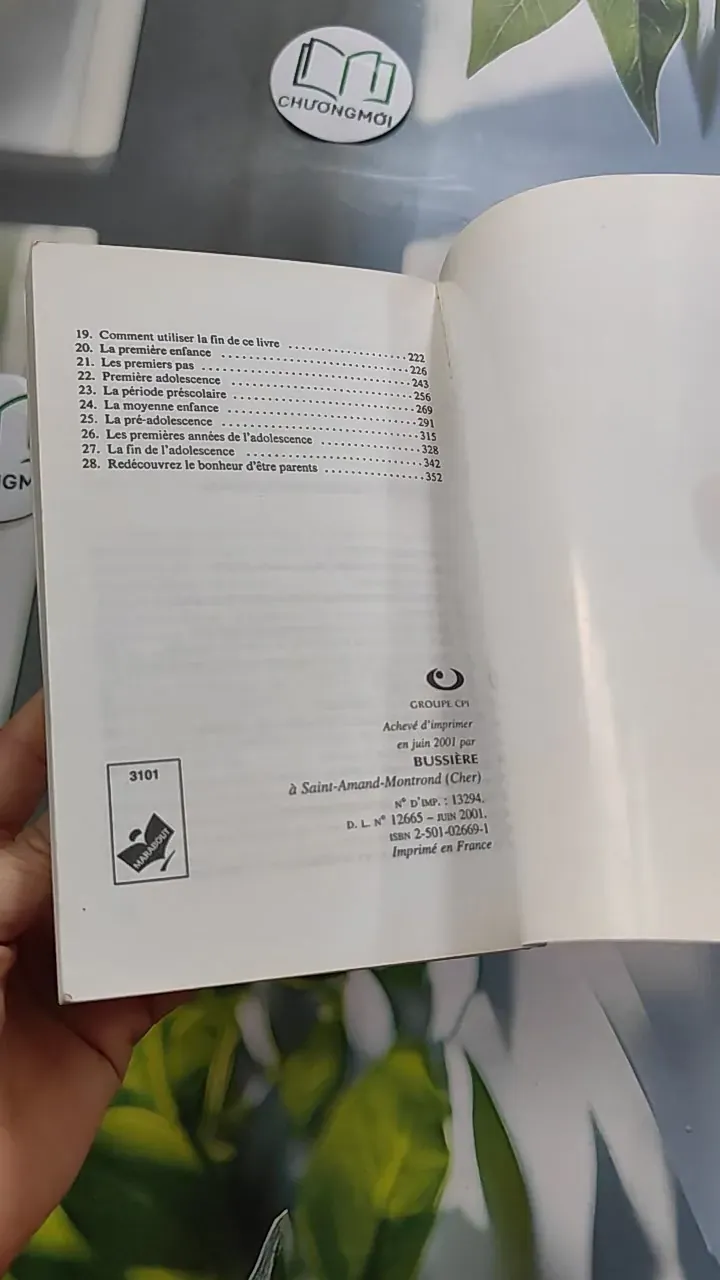 CHƯƠNGMỚI
19. Comment utiliser la fin de ce livre ................... 222
20. La première enfance ................... 226
21. Les premiers pas ................... 243
22. Première adolescence ................... 256
23. La période préscolaire ................... 269
24. La moyenne enfance ................... 291
25. La pré-adolescence ................... 315
26. Les premières années de l'adolescence ................... 328
27. La fin de l'adolescence ................... 342
28. Redécouvrez le bonheur d'être parents ................... 352
GROUPE CPI
Achevé d'imprimer
en juin 2001 par
BUSSIÈRE
à Saint-Amand-Montrond (Cher)
N° D'IMP. : 13294.
D. L. N° 12665 – JUIN 2001.
ISBN 2-501-02669-1
Imprimé en France
3101
MARABOUT